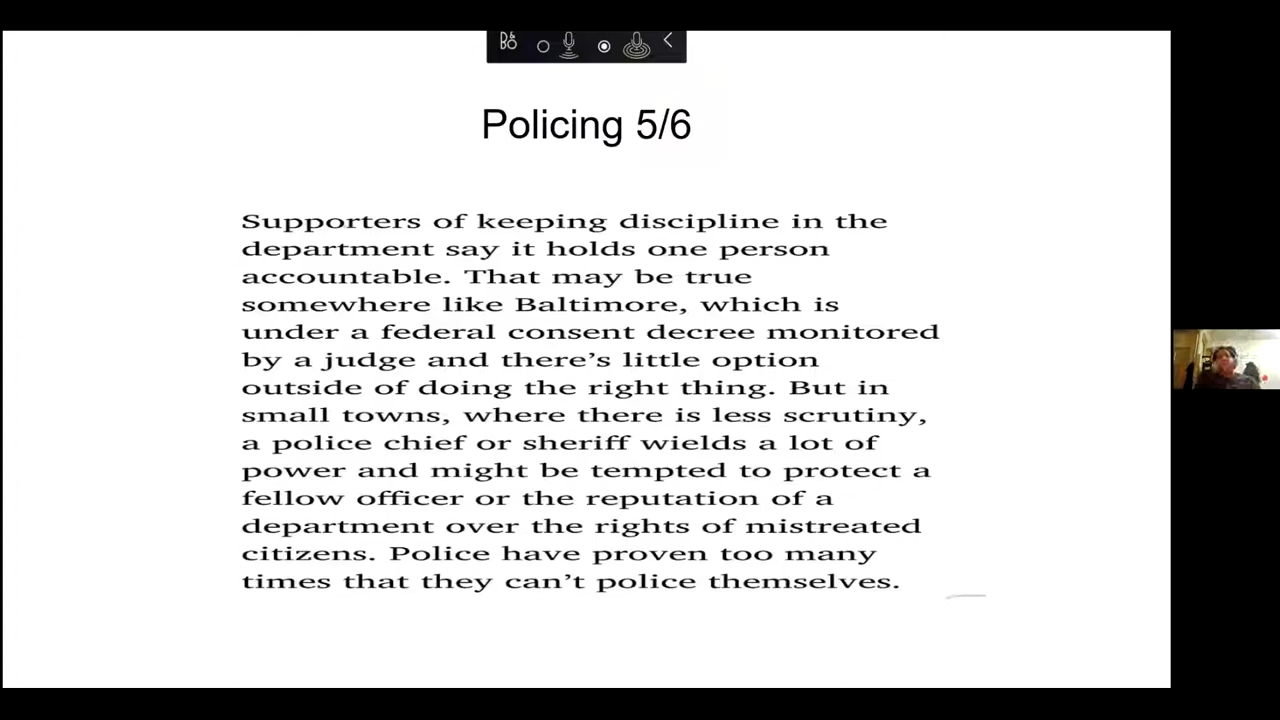 B&O
Policing 5/6
Supporters of keeping discipline in the
department say it holds one person
accountable. That may be true
somewhere like Baltimore, which is
under a federal consent decree monitored
by a judge and there’s little option
outside of doing the right thing. But in
small towns, where there is less scrutiny,
a police chief or sheriff wields a lot of
power and might be tempted to protect a
fellow officer or the reputation of a
department over the rights of mistreated
citizens. Police have proven too many
times that they can’t police themselves.